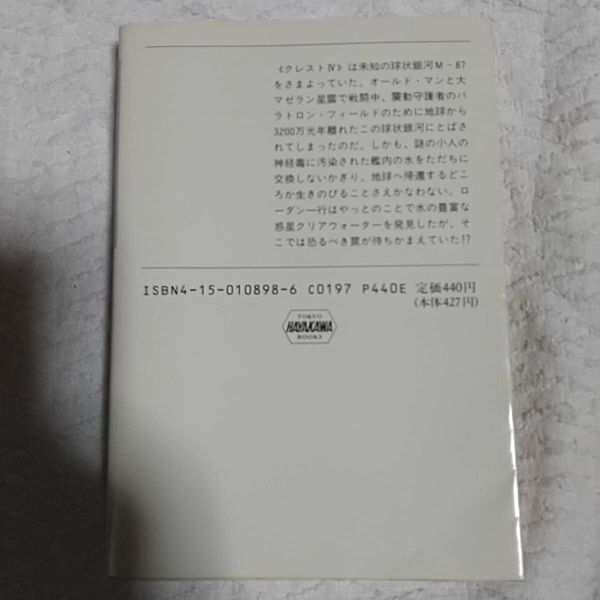 《クレストⅣ》は未知の球状銀河M-87
をさまよっていた。オールド・マンと大
マゼラン星雲で戦闘中、震動守護者のパ
ラトロン・フィールドのために地球から
3200万光年離れたこの球状銀河にとばさ
れてしまったのだ。しかも、謎の小人の
神経毒に汚染された艦内の水をただちに
交換しないかぎり、地球へ帰還するどこ
ろか生きのびることさえかなわない。ロ
ーダン一行はやっとのことで水の豊富な
惑星クリアウォーターを発見したが、そ
こでは恐るべき罠が待ちかまえていた!?
ISBN4-15-010898-6 C0197 P440E 定価440円
(本体427円)
TOKYO
HAYAKAWA
BOOKS